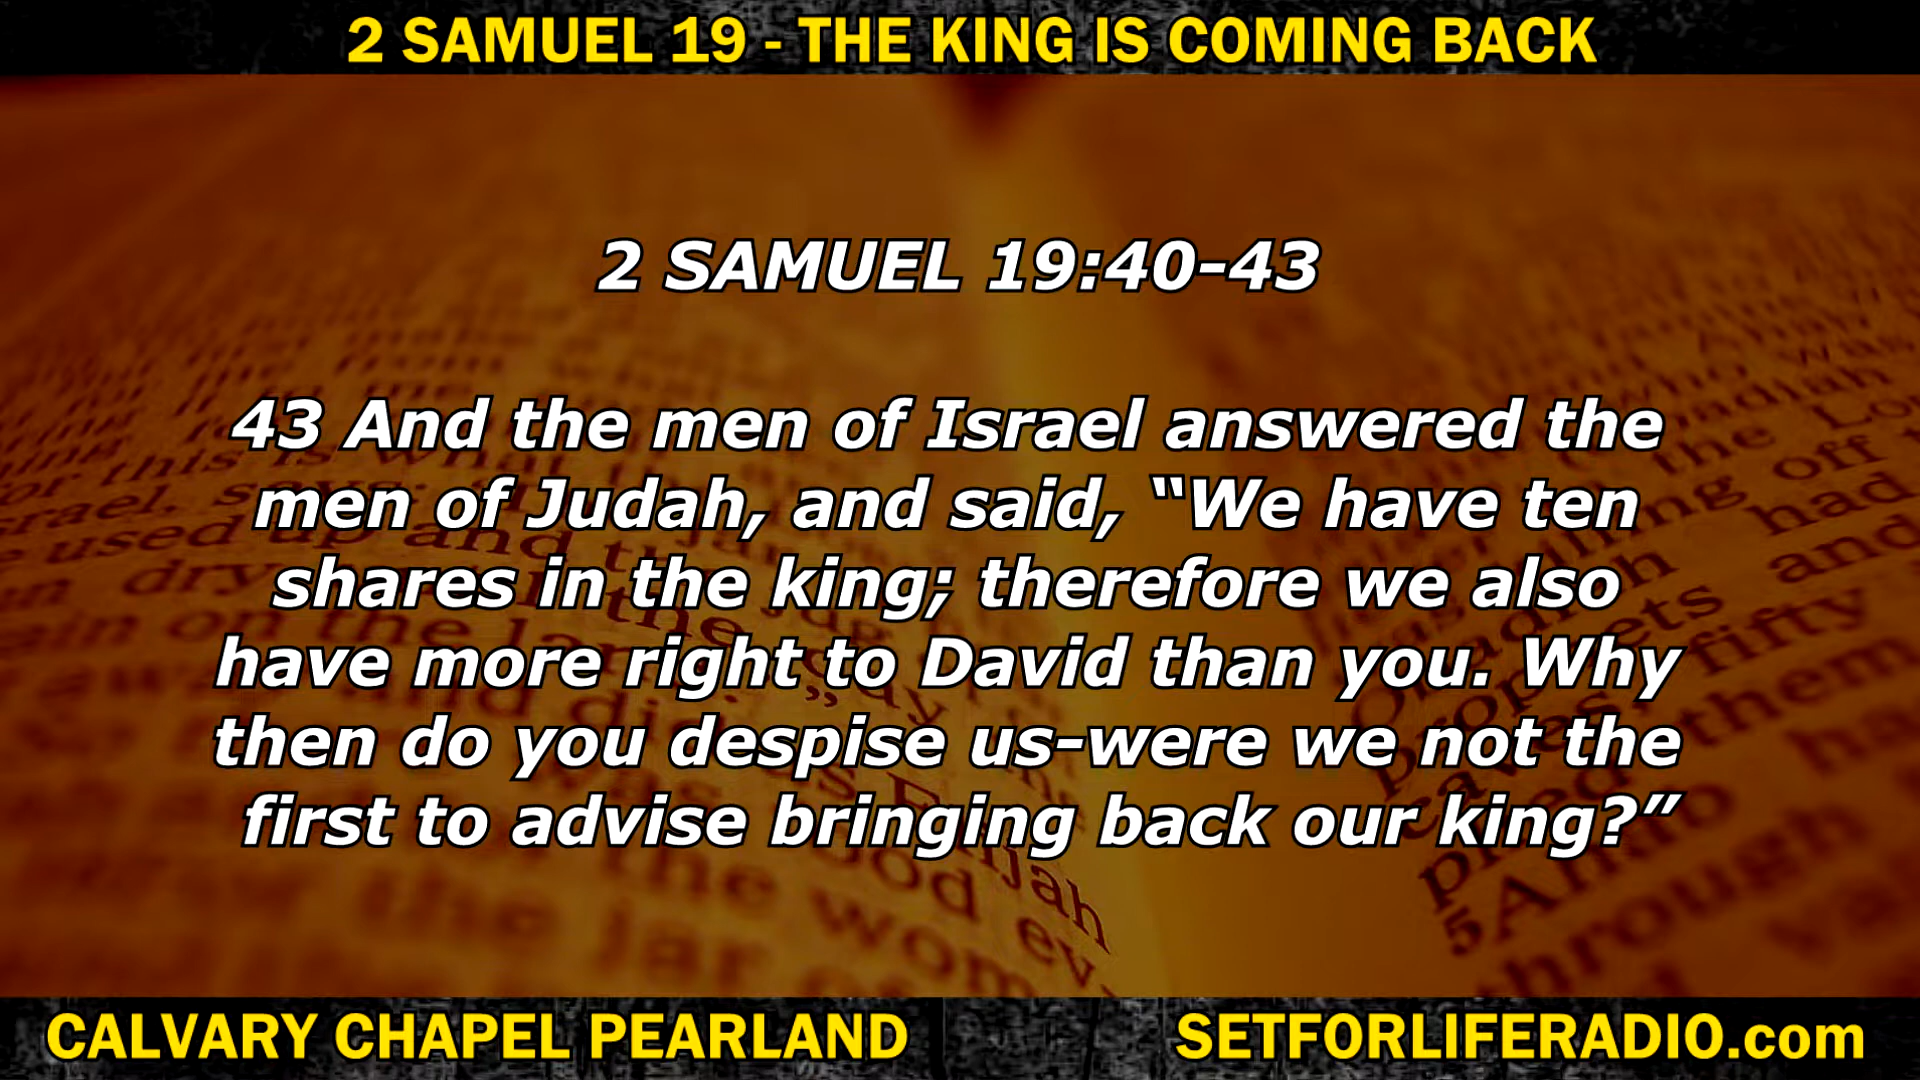 2 SAMUEL 19 - THE KING IS COMING BACK
2 SAMUEL 19:40-43
43 And the men of Israel answered the
men of Judah, and said, “We have ten
shares in the king; therefore we also
have more right to David than you. Why
then do you despise us-were we not the
first to advise bringing back our king?”
CALVARY CHAPEL PEARLAND
SETFORLIFERADIO.com